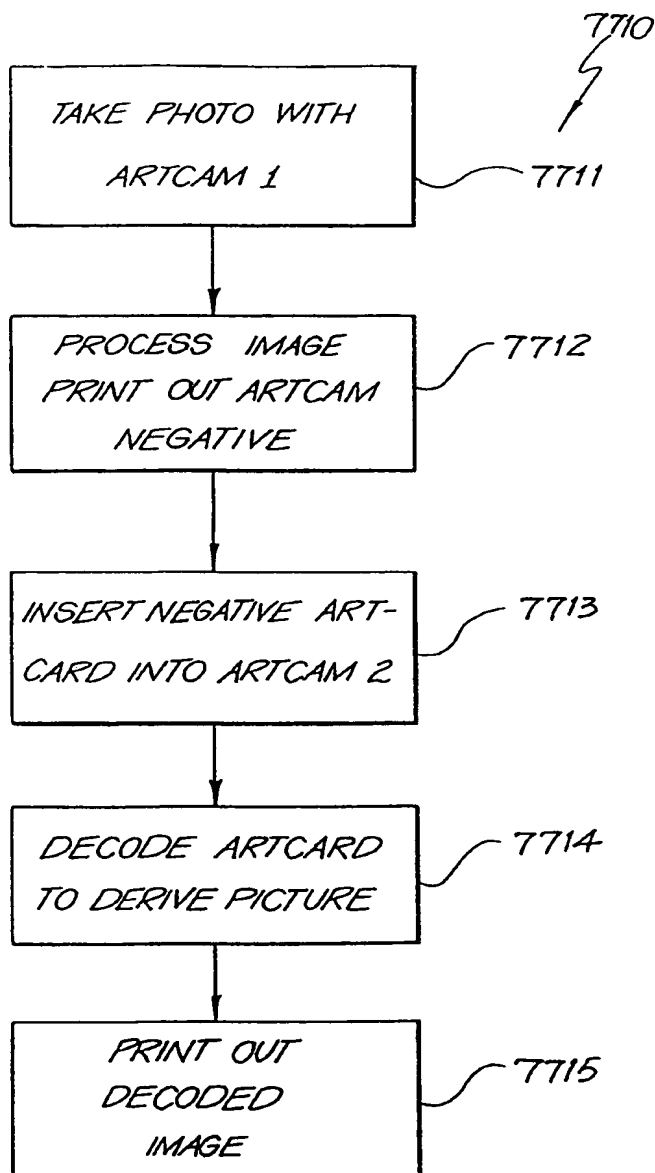 7710
TAKE PHOTO WITH
ARTCAM 1
7711
PROCESS IMAGE
PRINT OUT ARTCAM
NEGATIVE
7712
INSERT NEGATIVE ART-
CARD INTO ARTCAM 2
7713
DECODE ARTCARD
TO DERIVE PICTURE
7714
PRINT OUT
DECODED
IMAGE
7715